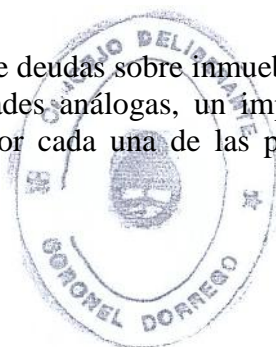 e deudas sobre inmueb
ades análogas, un imp
or cada una de las p
CONCEJO DELIBERANTE
CORONEL DORREGO